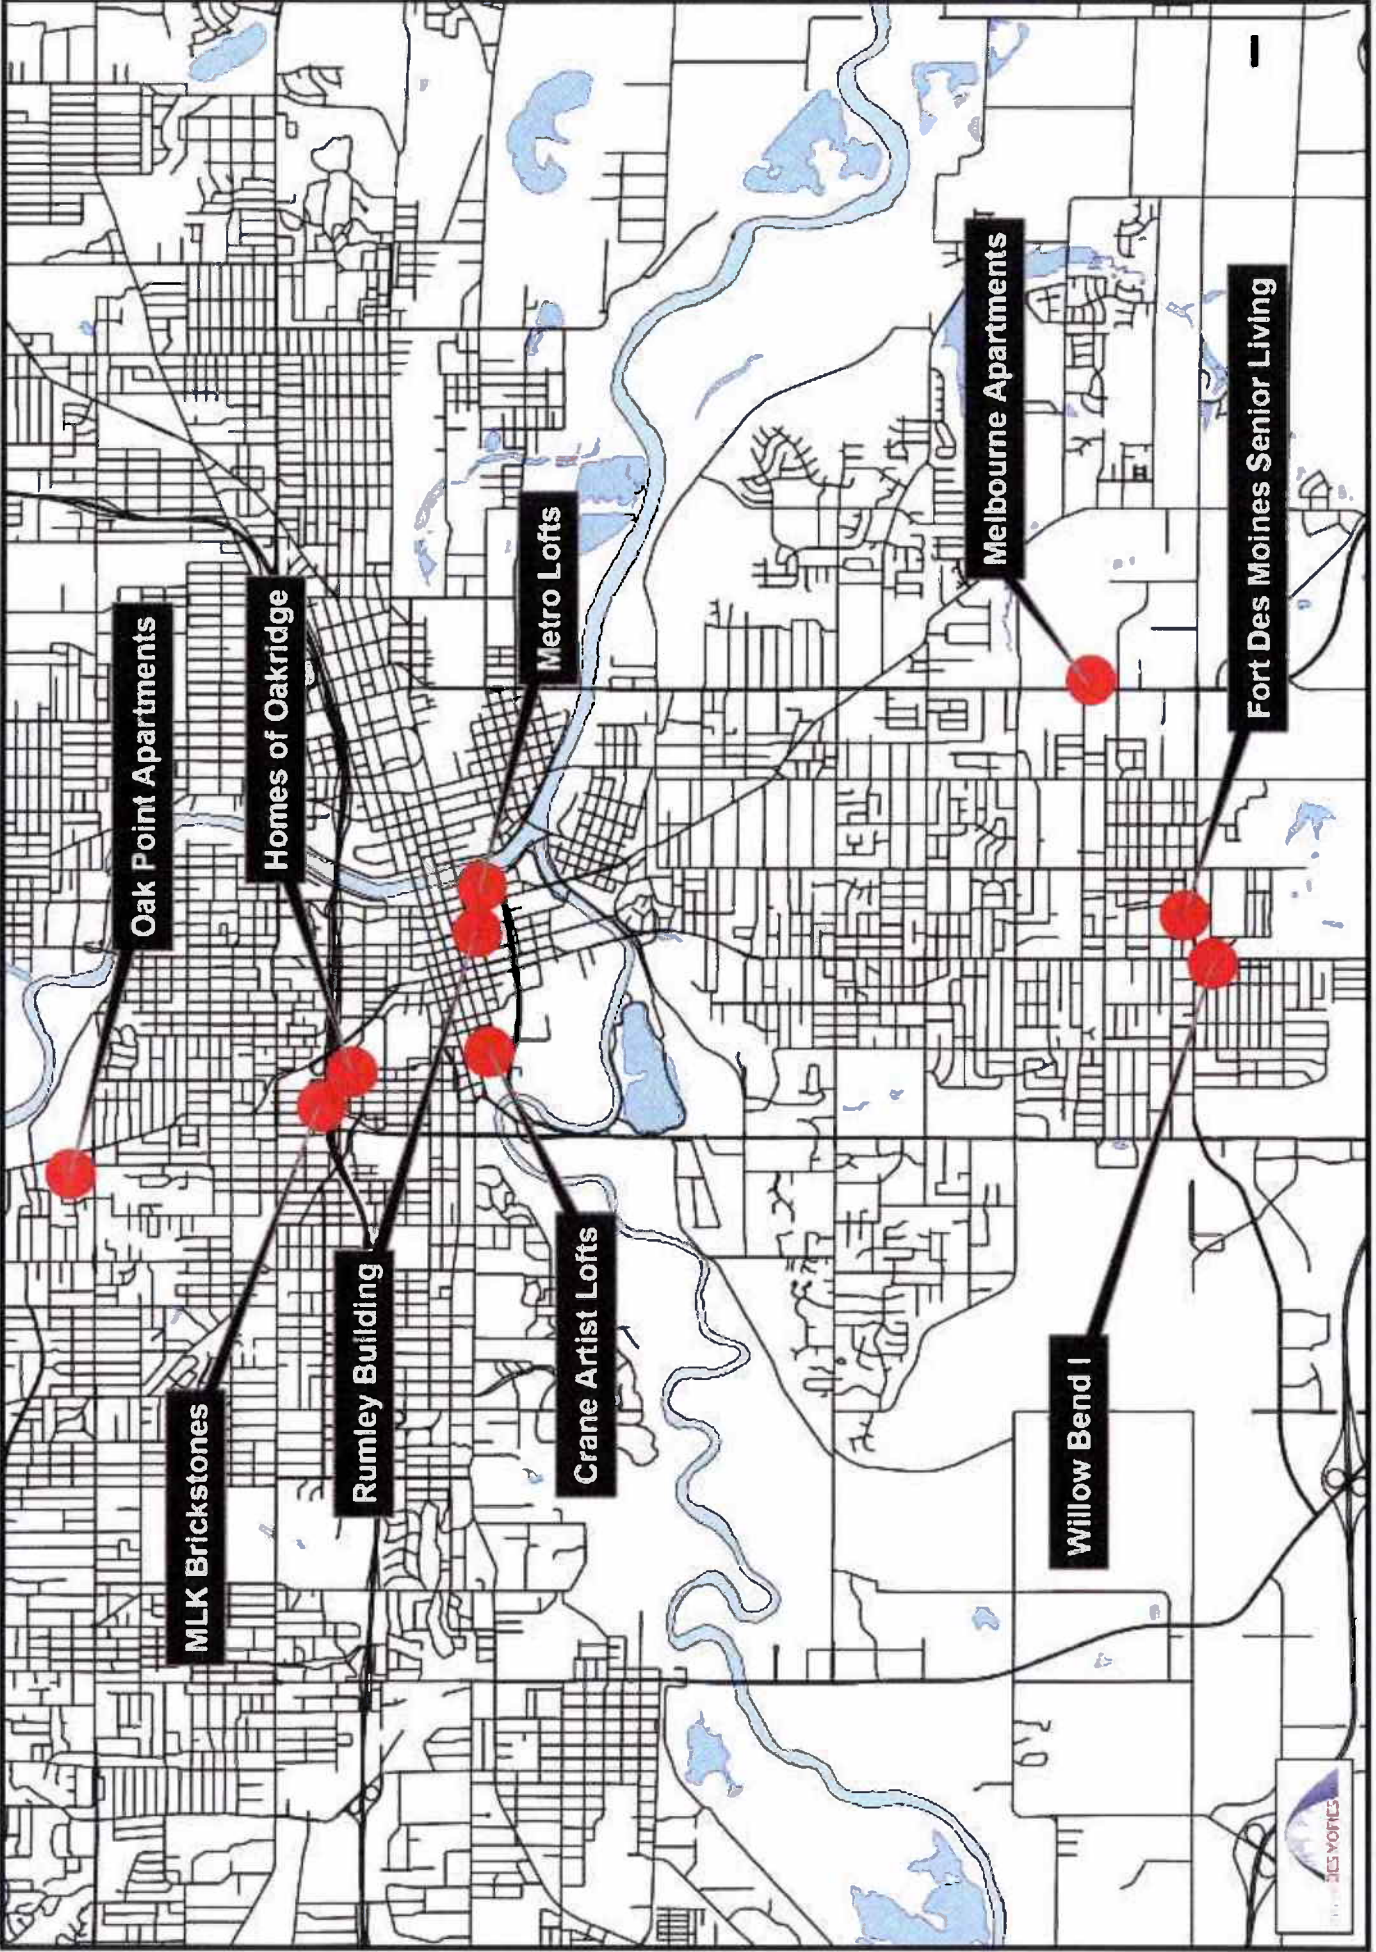 Oak Point Apartments
Homes of Oakridge
MLK Brickstones
Rumley Building
Metro Lofts
Crane Artist Lofts
Melbourne Apartments
Fort Des Moines Senior Living
Willow Bend I